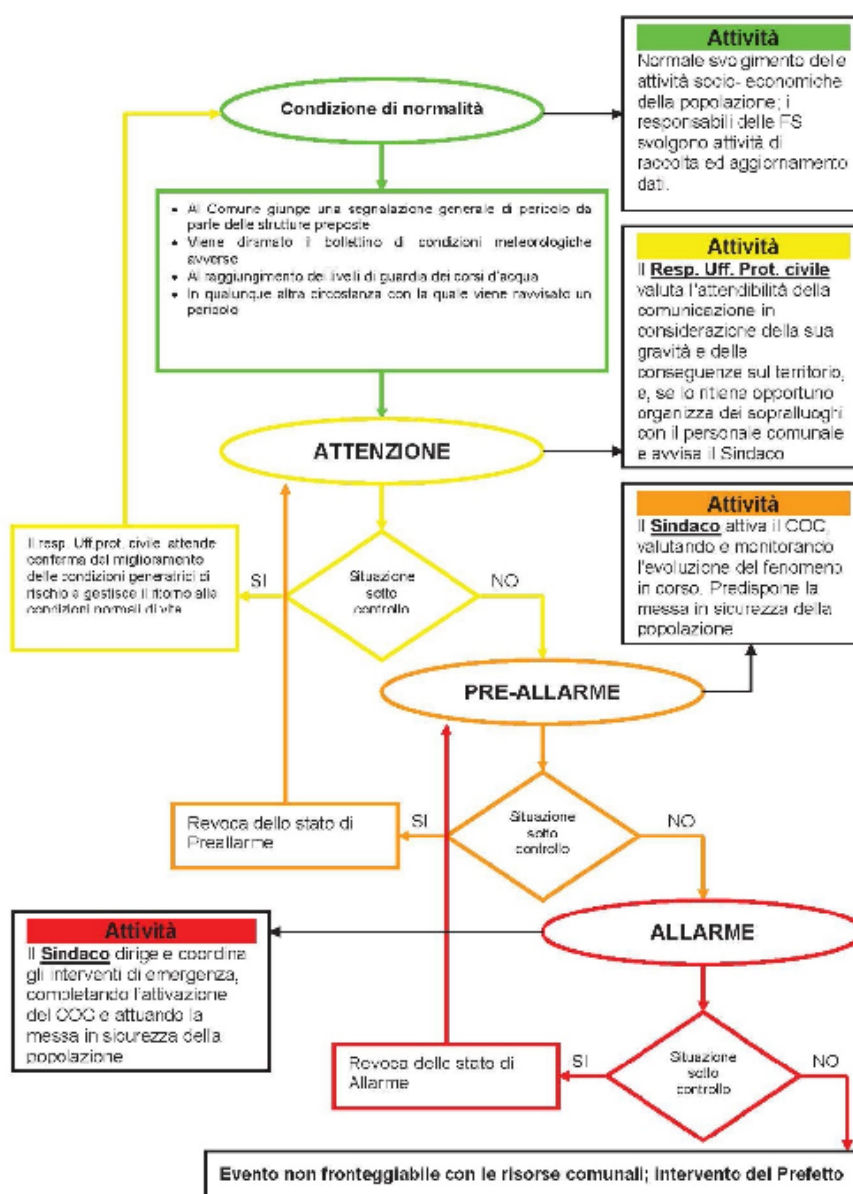 Attività
Normale svolgimento delle
attività socio- economiche
della popolazione; i
responsabili delle FS
svolgono attività di
raccolta ed aggiornamento
dati.
Condizione di normalità
• Al Comune giunge una segnalazione generale di pericolo da
parte delle strutture preposte
• Viene diramato il bollettino di condizioni meteorologiche
avverse
• Al raggiungimento dei livelli di guardia dei corsi d'acqua
• In qualunque altra circostanza con la quale viene ravvisato un
pericolo
Attività
Il Resp. Uff. Prot. civile
valuta l'attendibilità della
comunicazione in
considerazione della sua
gravità e delle
conseguenze sul territorio,
e, se lo ritiene opportuno
organizza dei sopralluoghi
con il personale comunale
e avvisa il Sindaco
ATTENZIONE
Attività
Il Sindaco attiva il COC,
valutando e monitorando
l'evoluzione del fenomeno
in corso. Predispone la
messa in sicurezza della
popolazione
Il resp. Uff.prot. civile attende
conferma del miglioramento
delle condizioni generatrici di
rischio e gestisce il ritorno alla
condizioni normali di vita
SI
Situazione
sotto
controllo
NO
PRE-ALLARME
Revoca dello stato di
Preallarme
SI
Situazione
sotto
controllo
NO
Attività
Il Sindaco dirige e coordina
gli interventi di emergenza,
completando l'attivazione
del COC e attuando la
messa in sicurezza della
popolazione
ALLARME
Revoca dello stato di
Allarme
SI
Situazione
sotto
controllo
NO
Evento non fronteggiabile con le risorse comunali; intervento del Prefetto